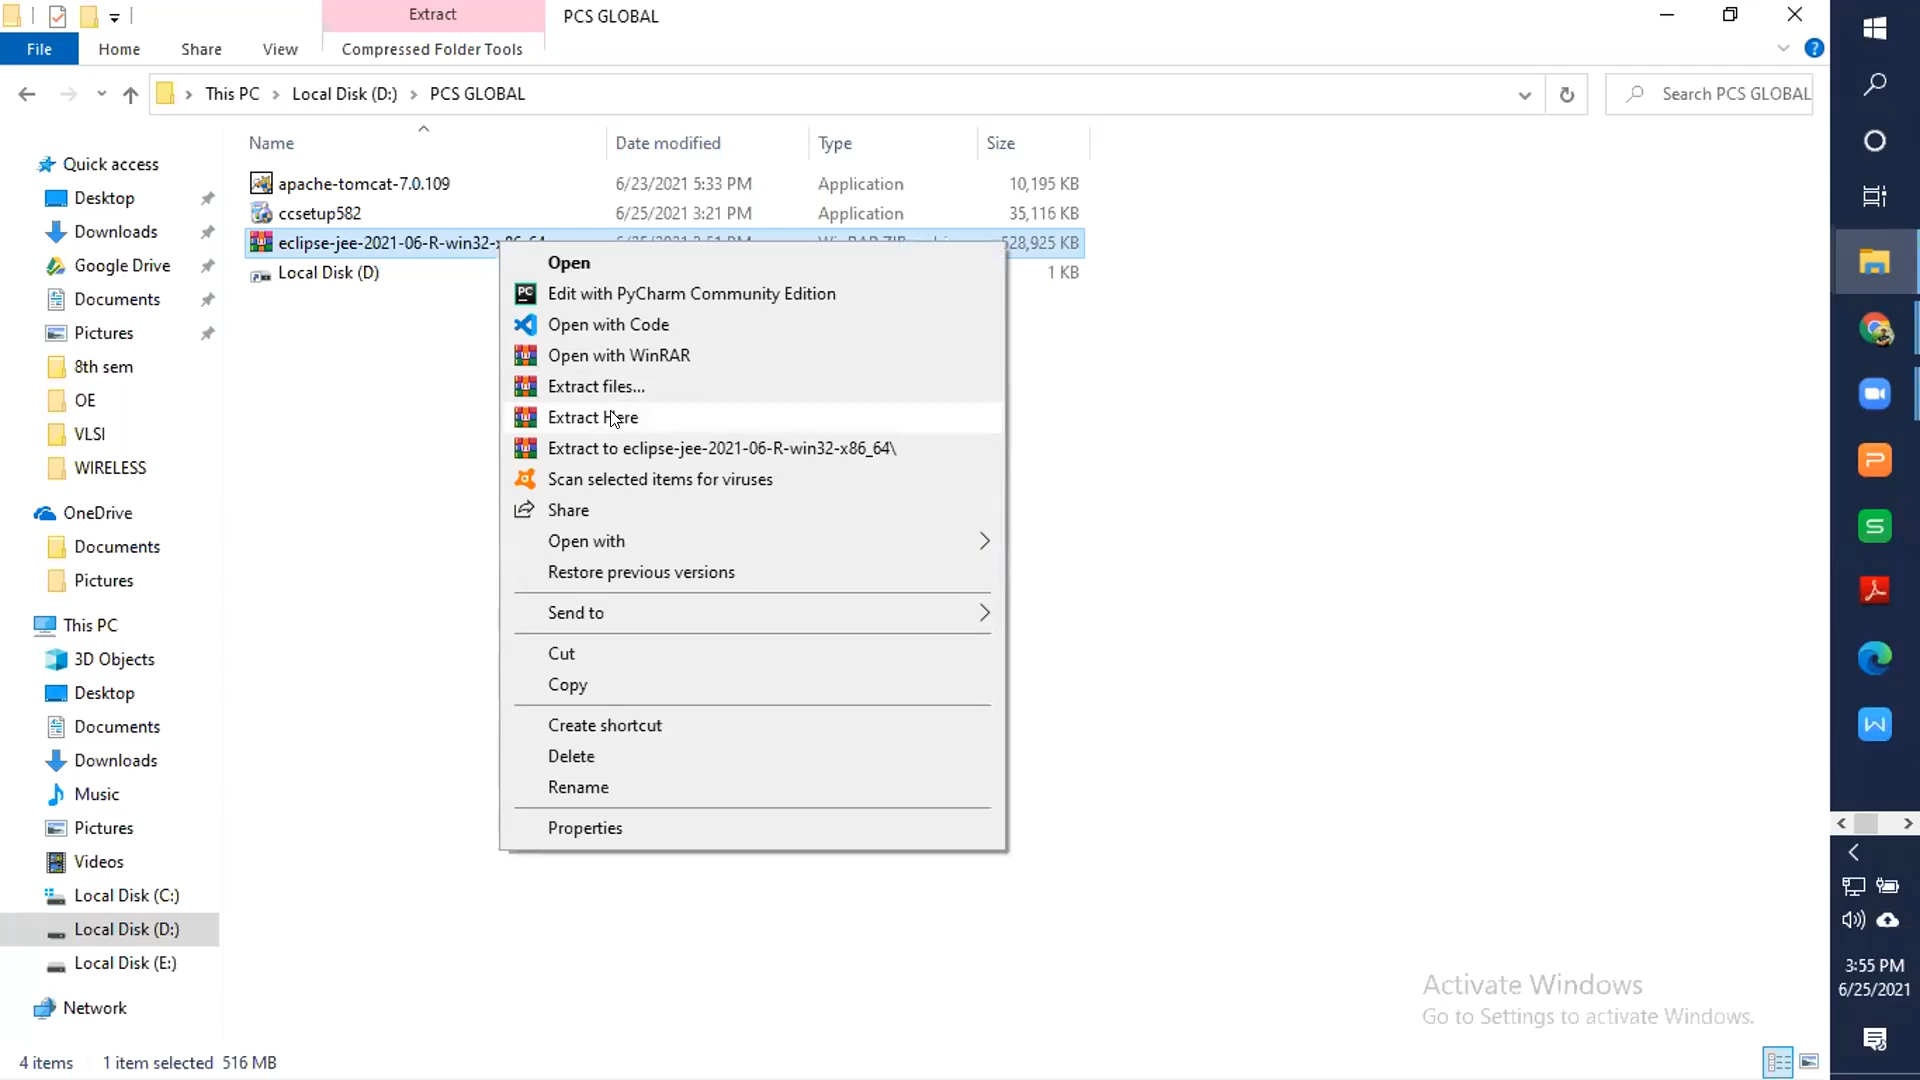 Extract
PCS GLOBAL
File
Home
Share
View
Compressed Folder Tools
This PC > Local Disk (D:) > PCS GLOBAL
Search PCS GLOBAL
Name
Date modified
Type
Size
apache-tomcat-7.0.109
6/23/2021 5:33 PM
Application
10,195 KB
ccsetup582
6/25/2021 3:21 PM
Application
35,116 KB
eclipse-jee-2021-06-R-win32-x86_64
528,925 KB
Local Disk (D)
1 KB
Quick access
Desktop
Downloads
Google Drive
Documents
Pictures
8th sem
OE
VLSI
WIRELESS
OneDrive
Documents
Pictures
This PC
3D Objects
Desktop
Documents
Downloads
Music
Pictures
Videos
Local Disk (C:)
Local Disk (D:)
Local Disk (E:)
Network
Open
Edit with PyCharm Community Edition
Open with Code
Open with WinRAR
Extract files...
Extract Here
Extract to eclipse-jee-2021-06-R-win32-x86_64\
Scan selected items for viruses
Share
Open with
Restore previous versions
Send to
Cut
Copy
Create shortcut
Delete
Rename
Properties
Activate Windows
Go to Settings to activate Windows.
4 items
1 item selected 516 MB
3:55 PM
6/25/2021